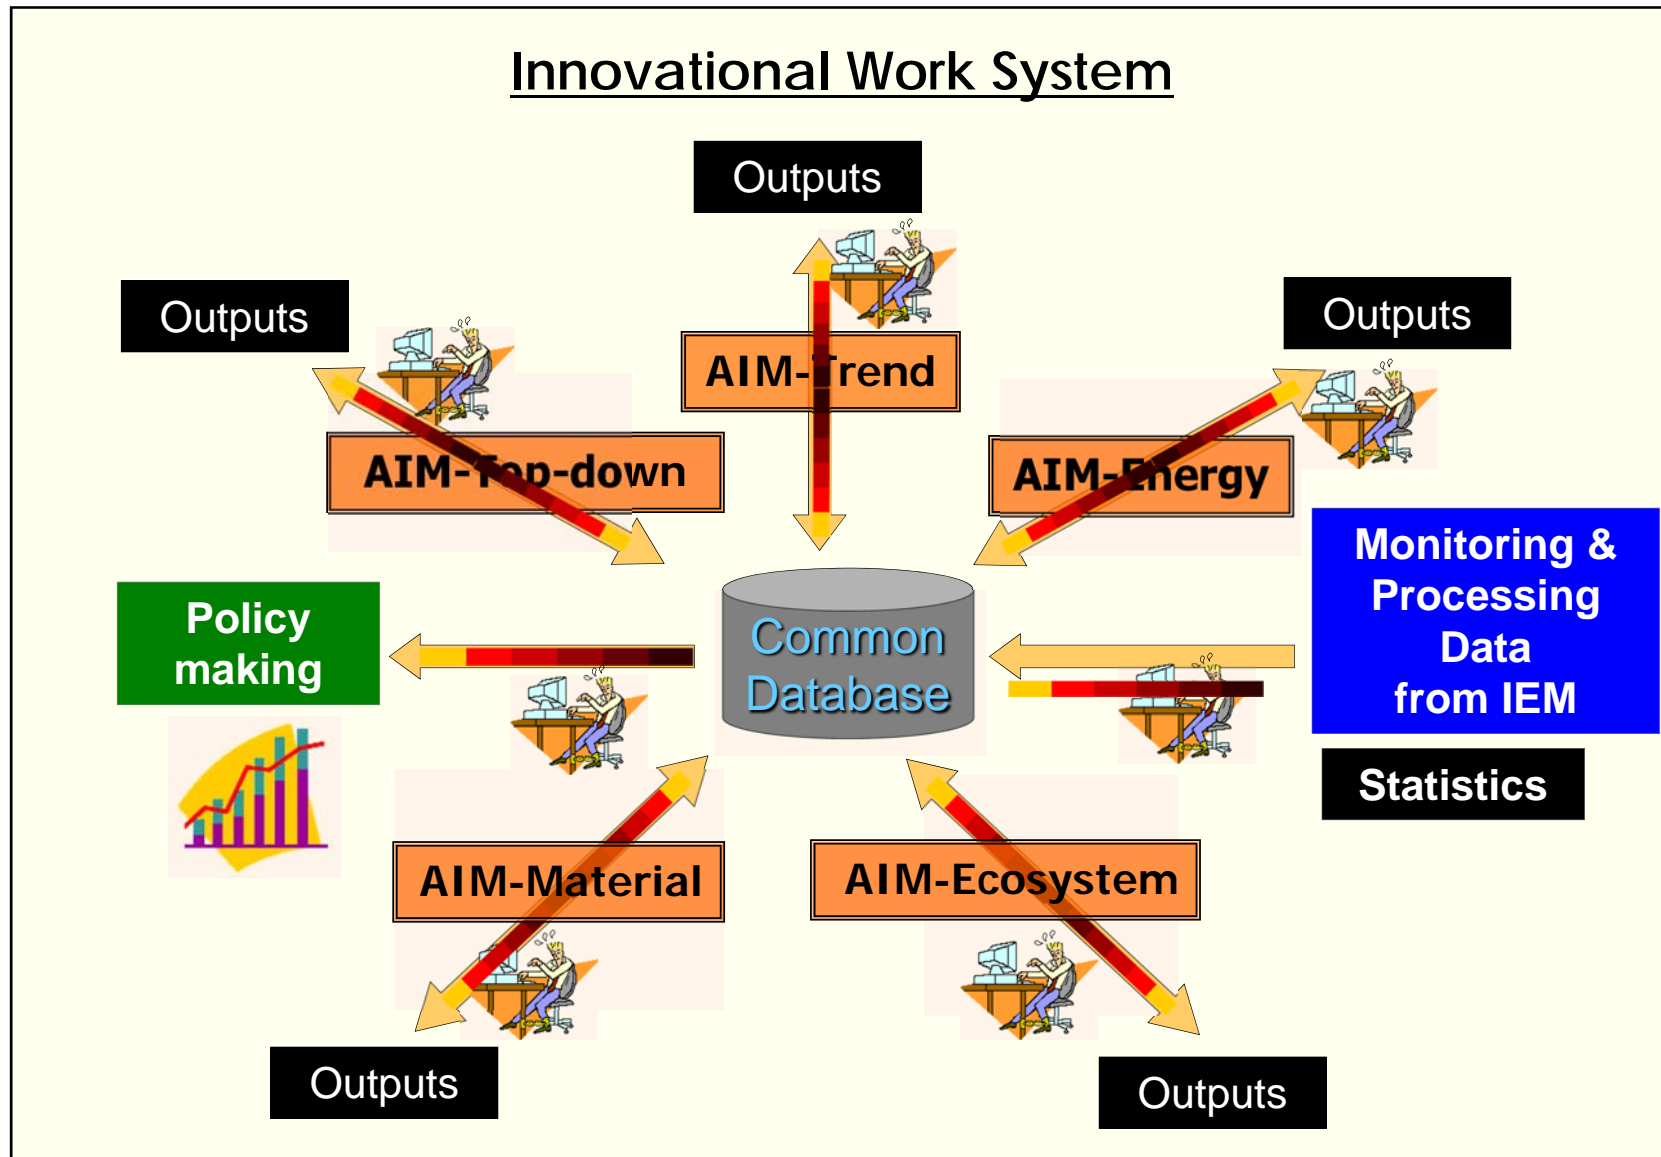 Innovational Work System
Outputs
Outputs
Outputs
AIM-Trend
AIM-Top-down
AIM-Energy
Monitoring &
Processing
Data
from IEM
Policy
making
Common
Database
Statistics
AIM-Material
AIM-Ecosystem
Outputs
Outputs